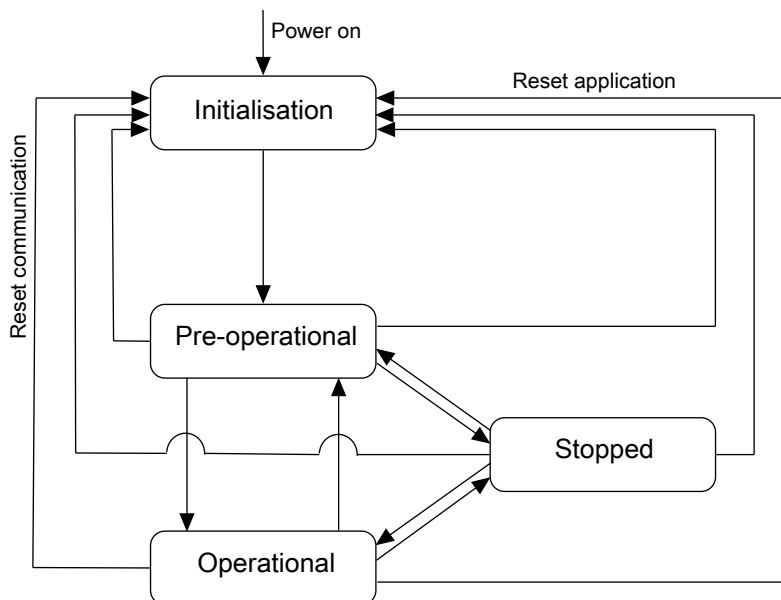 Power on
Reset application
Initialisation
Reset communication
Pre-operational
Stopped
Operational